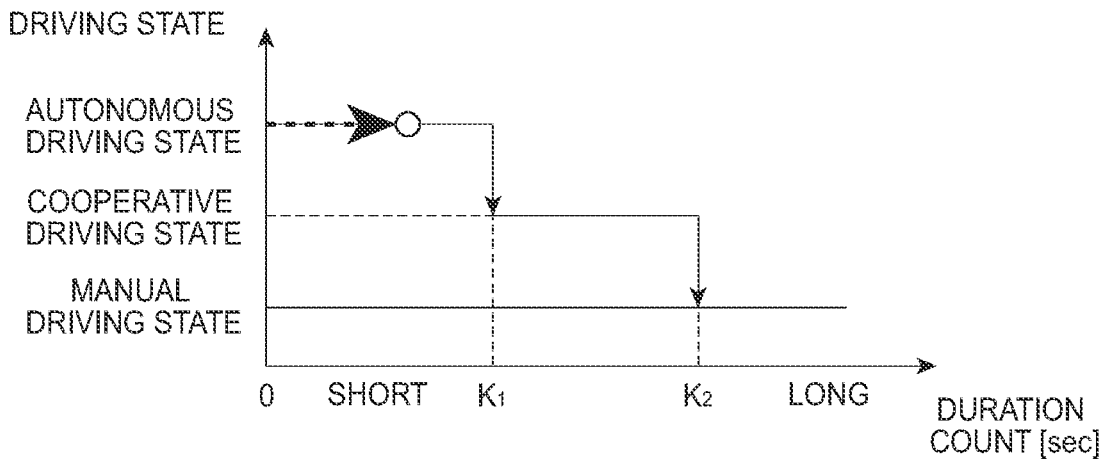 DRIVING STATE
AUTONOMOUS
DRIVING STATE
COOPERATIVE
DRIVING STATE
MANUAL
DRIVING STATE
0 SHORT K1 K2 LONG
DURATION
COUNT [sec]